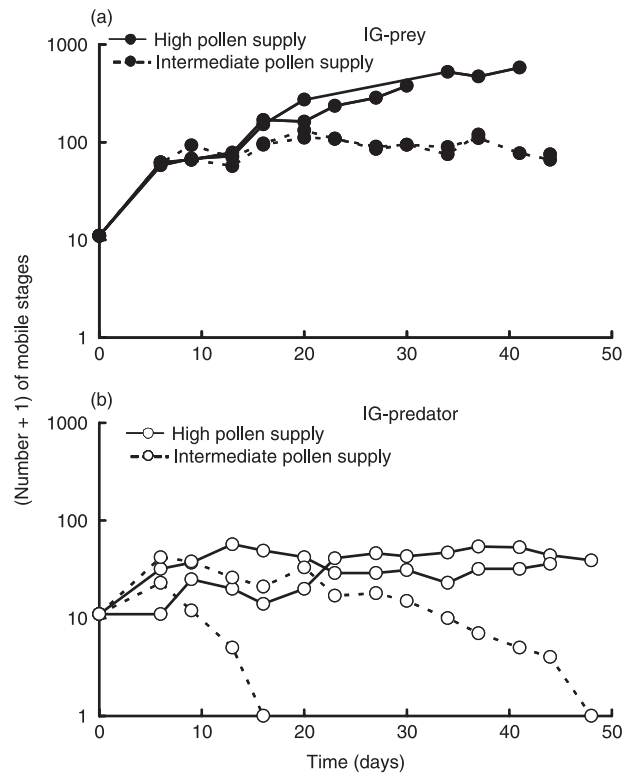 (a)
1000
High pollen supply
IG-prey
Intermediate pollen supply
100
10
1
0 10 20 30 40 50
(Number + 1) of mobile stages
(b)
1000
IG-predator
High pollen supply
Intermediate pollen supply
100
10
1
0 10 20 30 40 50
Time (days)